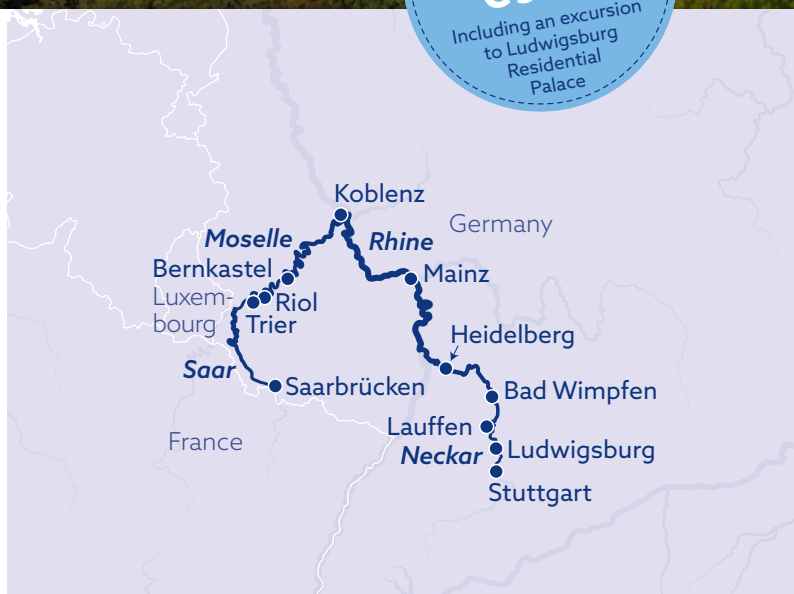 Including an excursion
to Ludwigsburg
Residential
Palace
Koblenz
Germany
Moselle
Rhine
Bernkastel
Mainz
Luxem-
bourg
Riol
Trier
Heidelberg
Saar
Saarbrücken
Bad Wimpfen
Lauffen
France
Neckar
Ludwigsburg
Stuttgart